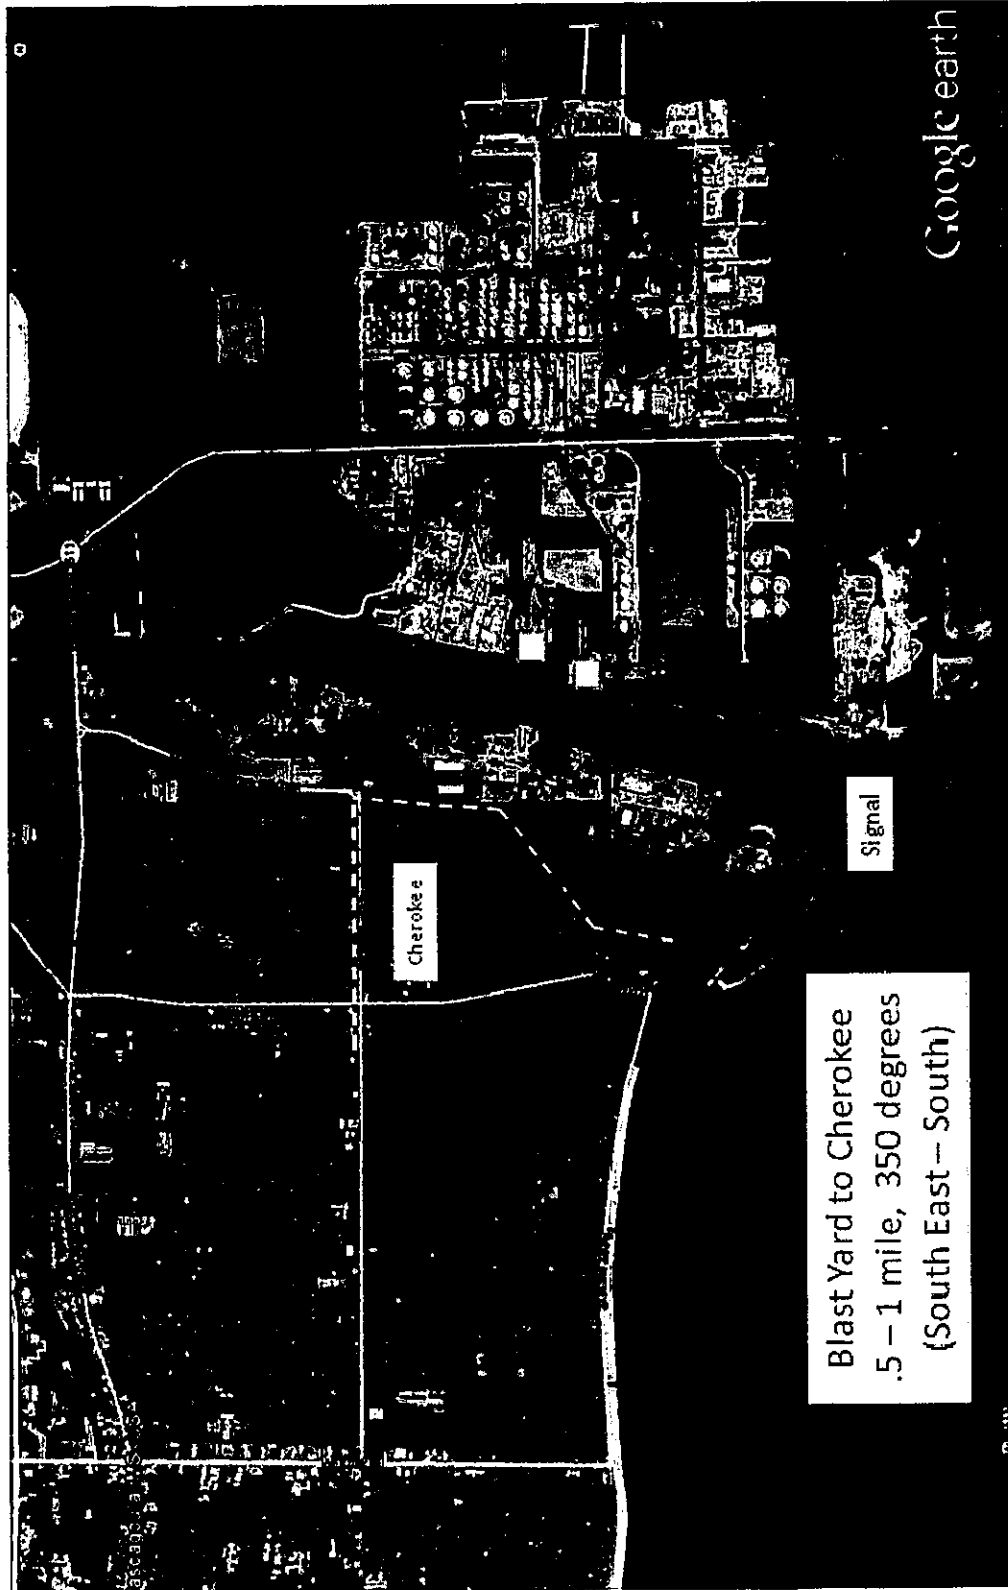 Google earth
Cherokee
Signal
Blast Yard to Cherokee
.5 – 1 mile, 350 degrees
(South East – South)